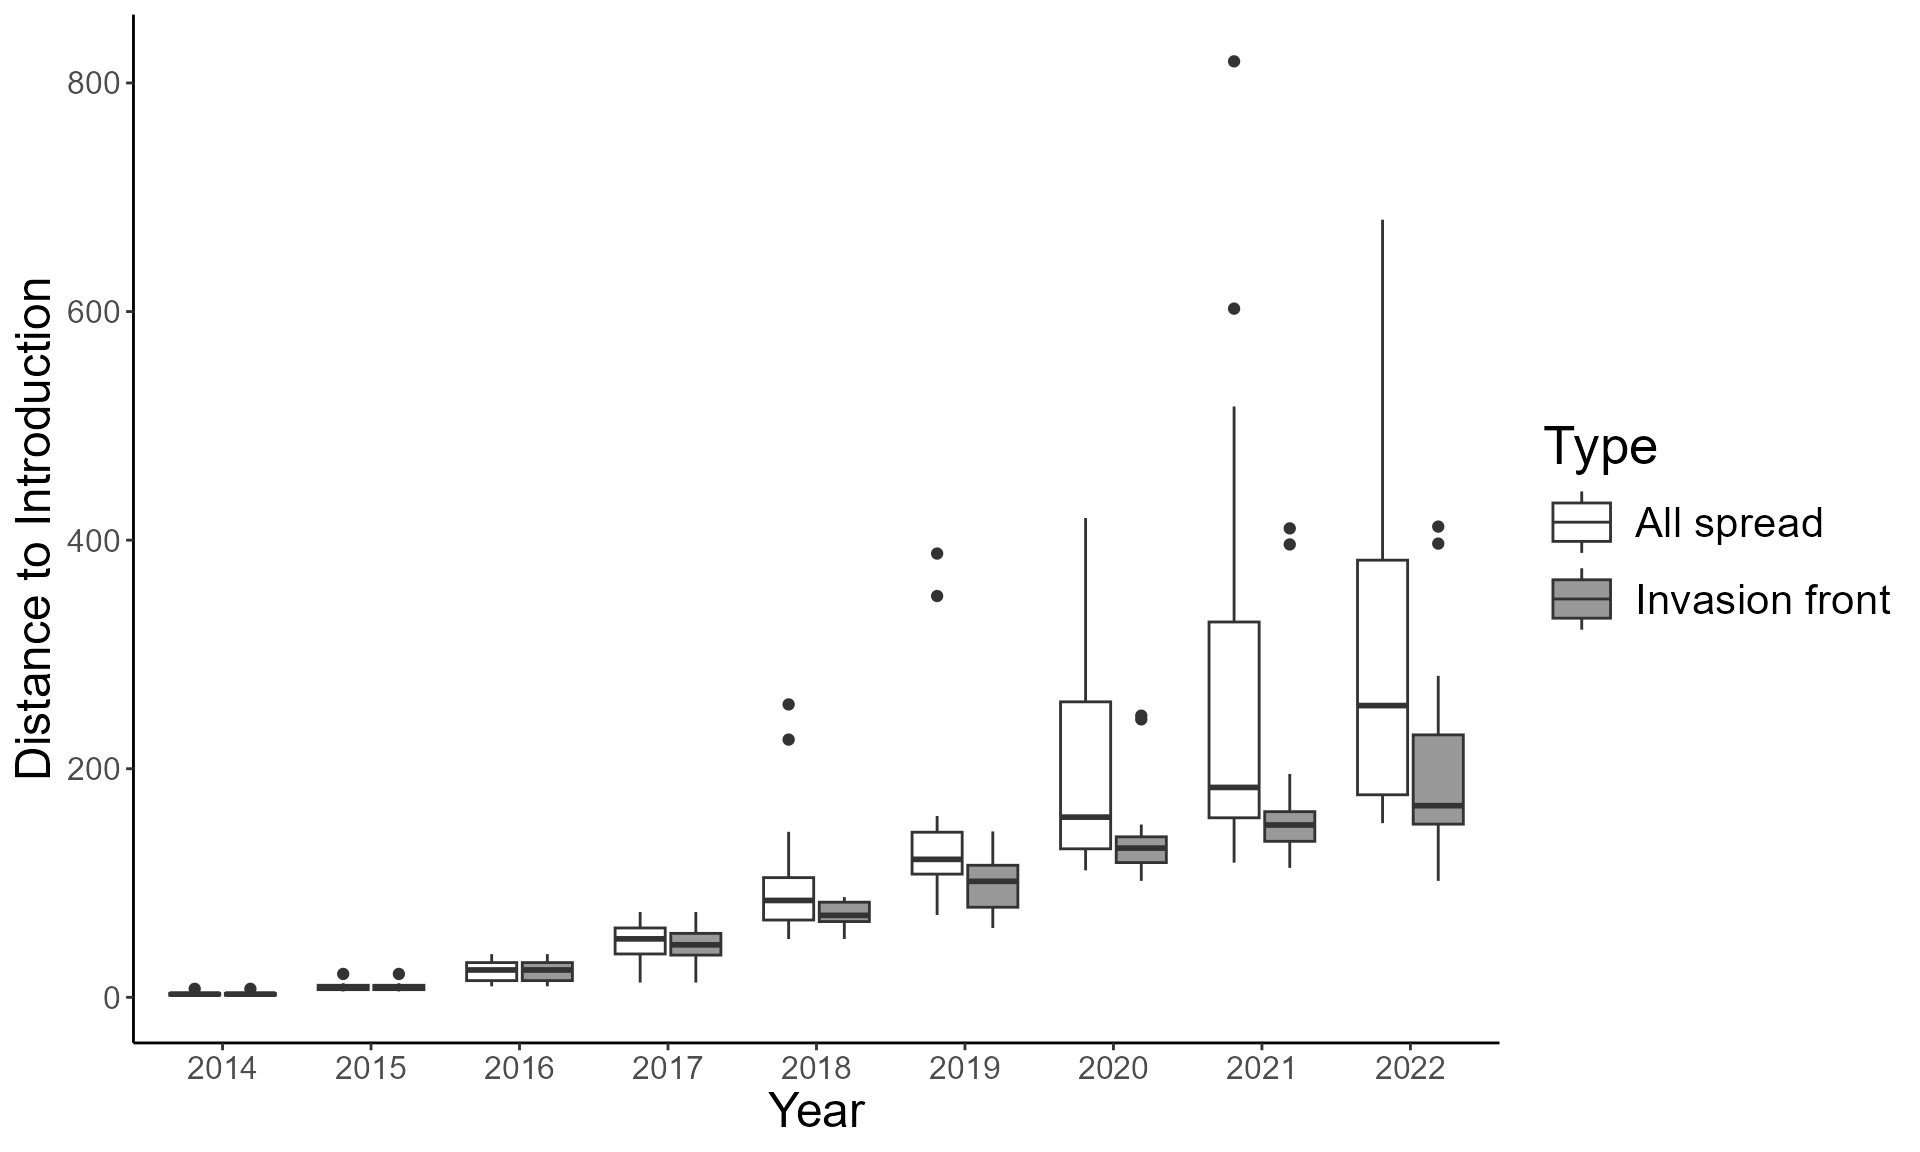 Distance to Introduction
800
600
400
200
0
2014 2015 2016 2017 2018 2019 2020 2021 2022
Year
Type
All spread
Invasion front